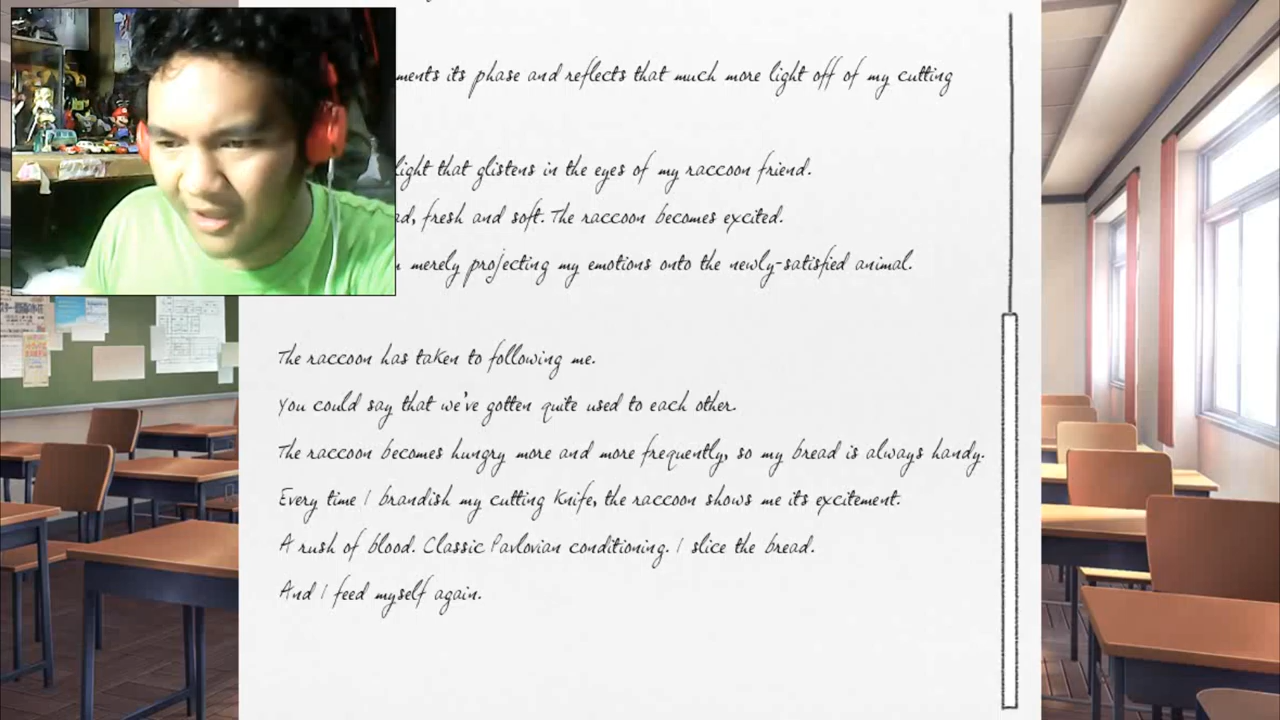 ments its phase and reflects that much more light off of my cutting
light that glistens in the eyes of my raccoon friend.
ad, fresh and soft. The raccoon becomes excited.
merely projecting my emotions onto the newly-satisfied animal.
The raccoon has taken to following me.
You could say that we've gotten quite used to each other.
The raccoon becomes hungry more and more frequently, so my bread is always handy.
Every time I brandish my cutting knife, the raccoon shows me its excitement.
A rush of blood. Classic Pavlovian conditioning. I slice the bread.
And I feed myself again.